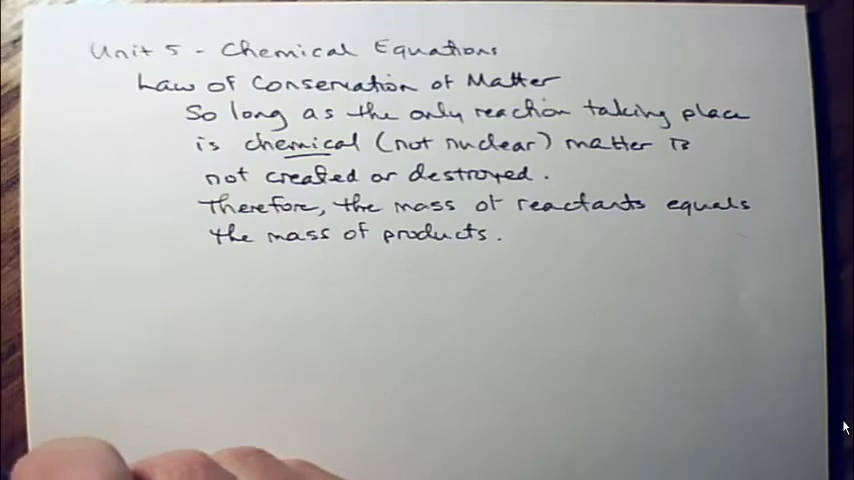 Unit 5 - Chemical Equations
Law of Conservation of Matter
So long as the only reaction taking place
is chemical (not nuclear) matter is
not created or destroyed.
Therefore, the mass of reactants equals
the mass of products.